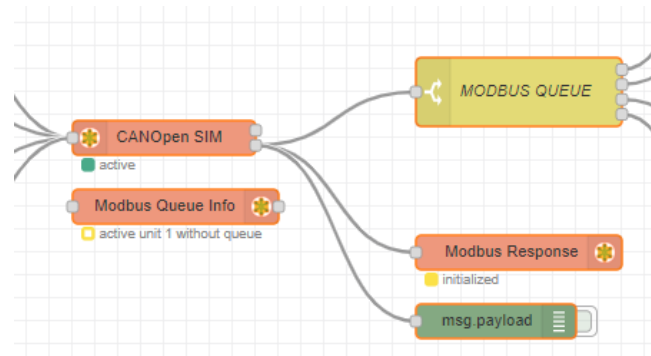 MODBUS QUEUE
CANOpen SIM
active
Modbus Queue Info
active unit 1 without queue
Modbus Response
initialized
msg.payload